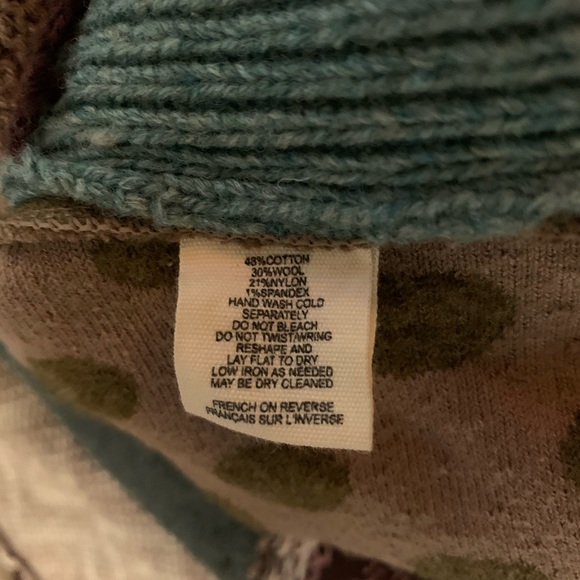 48%COTTON
30%WOOL
21%NYLON
1%SPANDEX
HAND WASH COLD
SEPARATELY
DO NOT BLEACH
DO NOT TWIST/WRING
RESHAPE AND
LAY FLAT TO DRY
LOW IRON AS NEEDED
MAY BE DRY CLEANED
FRENCH ON REVERSE
FRANÇAIS SUR L'INVERSE